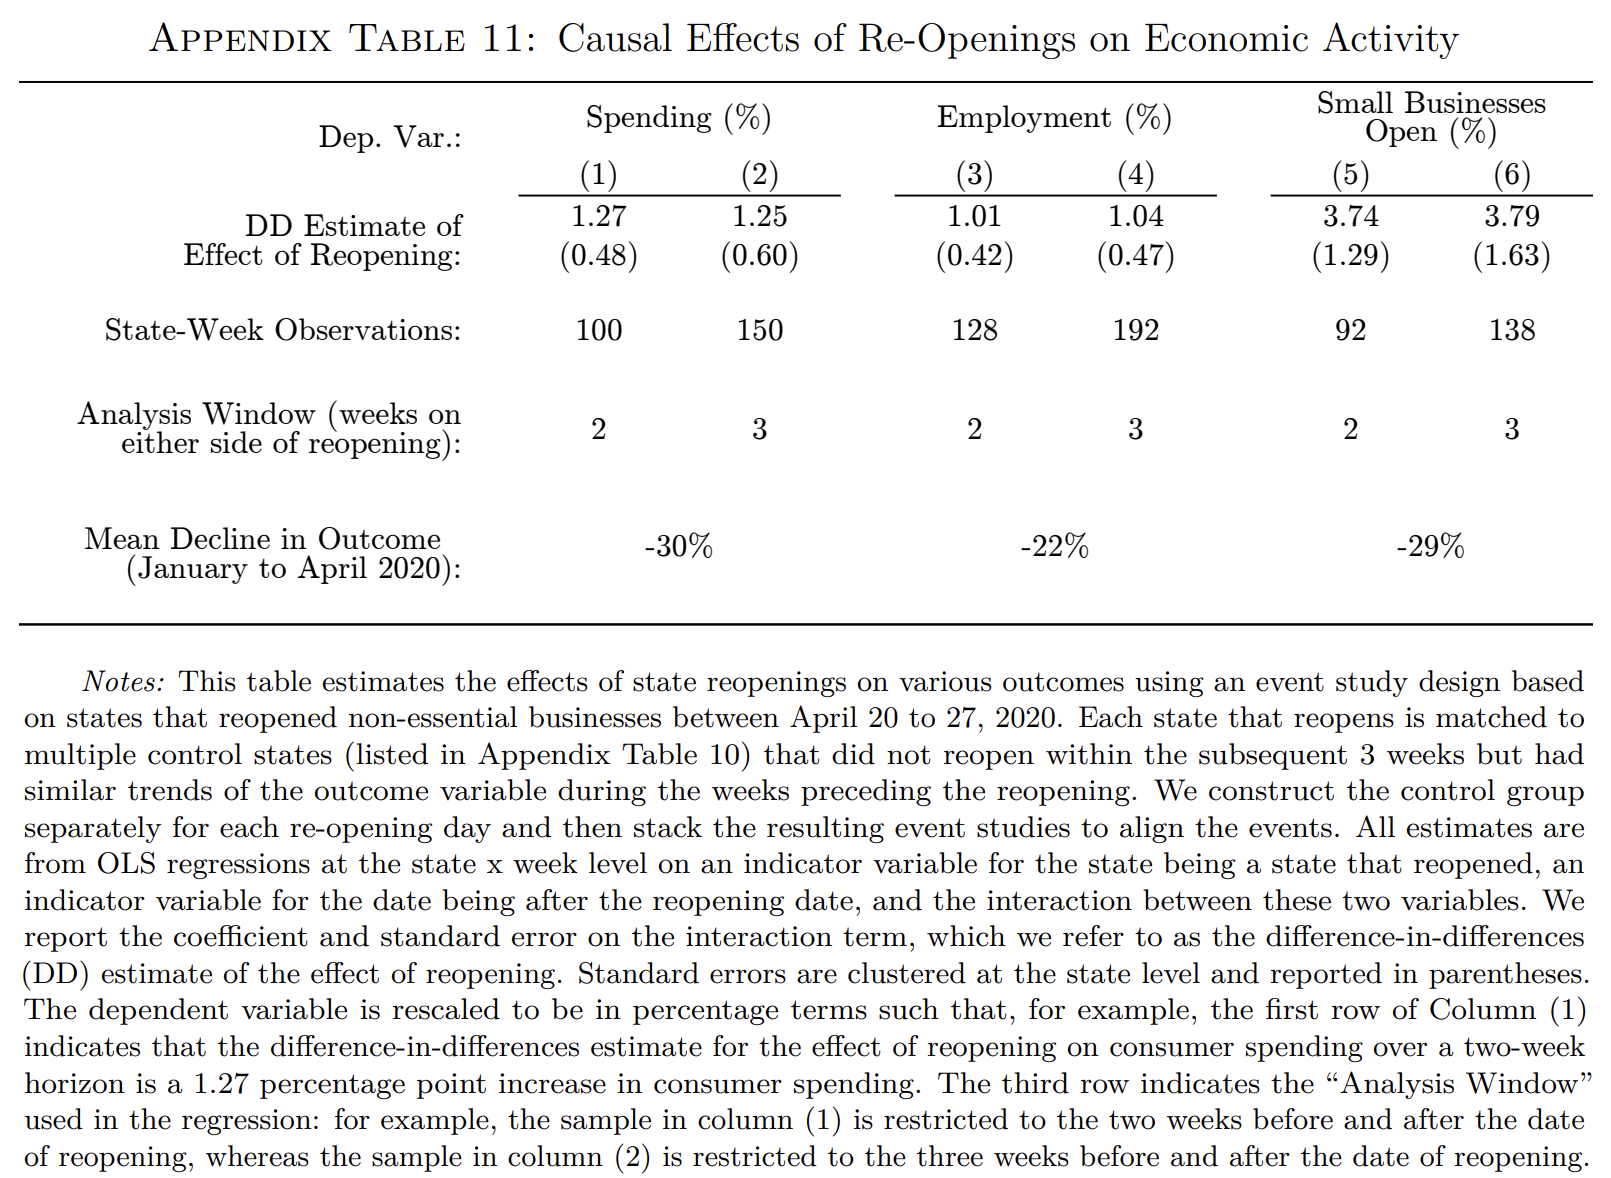 APPENDIX TABLE 11: Causal Effects of Re-Openings on Economic Activity
Dep. Var.: Spending (%) Employment (%) Small Businesses Open (%)
(1) (2) (3) (4) (5) (6)
DD Estimate of 1.27 1.25 1.01 1.04 3.74 3.79
Effect of Reopening: (0.48) (0.60) (0.42) (0.47) (1.29) (1.63)
State-Week Observations: 100 150 128 192 92 138
Analysis Window (weeks on
either side of reopening): 2 3 2 3 2 3
Mean Decline in Outcome
(January to April 2020): -30% -22% -29%
Notes: This table estimates the effects of state reopenings on various outcomes using an event study design based
on states that reopened non-essential businesses between April 20 to 27, 2020. Each state that reopens is matched to
multiple control states (listed in Appendix Table 10) that did not reopen within the subsequent 3 weeks but had
similar trends of the outcome variable during the weeks preceding the reopening. We construct the control group
separately for each re-opening day and then stack the resulting event studies to align the events. All estimates are
from OLS regressions at the state x week level on an indicator variable for the state being a state that reopened, an
indicator variable for the date being after the reopening date, and the interaction between these two variables. We
report the coefficient and standard error on the interaction term, which we refer to as the difference-in-differences
(DD) estimate of the effect of reopening. Standard errors are clustered at the state level and reported in parentheses.
The dependent variable is rescaled to be in percentage terms such that, for example, the first row of Column (1)
indicates that the difference-in-differences estimate for the effect of reopening on consumer spending over a two-week
horizon is a 1.27 percentage point increase in consumer spending. The third row indicates the “Analysis Window”
used in the regression: for example, the sample in column (1) is restricted to the two weeks before and after the date
of reopening, whereas the sample in column (2) is restricted to the three weeks before and after the date of reopening.